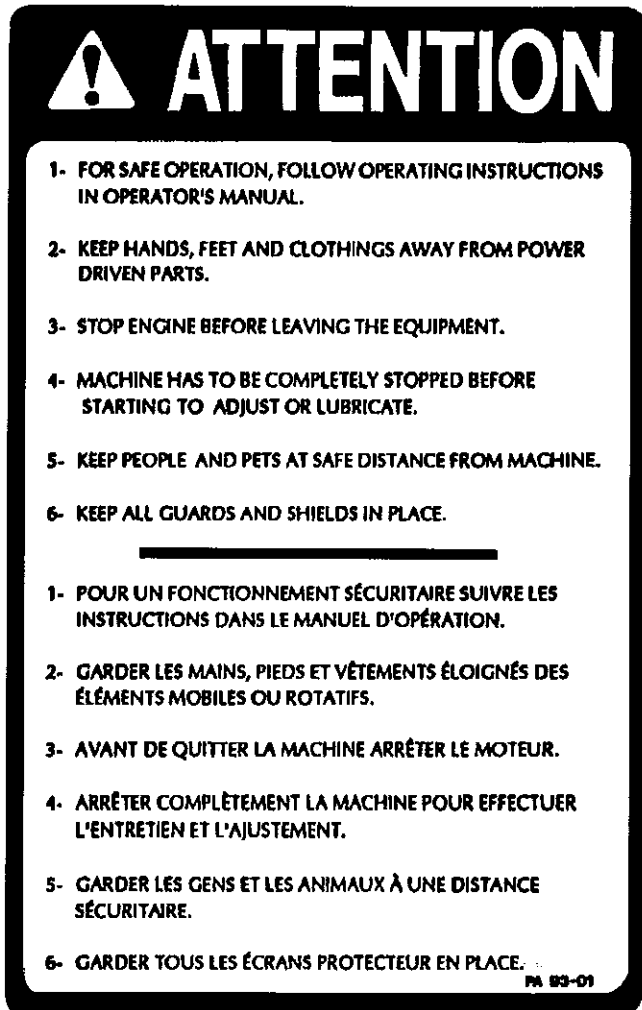 ATTENTION
1- FOR SAFE OPERATION, FOLLOW OPERATING INSTRUCTIONS
IN OPERATOR'S MANUAL.
2- KEEP HANDS, FEET AND CLOTHINGS AWAY FROM POWER
DRIVEN PARTS.
3- STOP ENGINE BEFORE LEAVING THE EQUIPMENT.
4- MACHINE HAS TO BE COMPLETELY STOPPED BEFORE
STARTING TO ADJUST OR LUBRICATE.
5- KEEP PEOPLE AND PETS AT SAFE DISTANCE FROM MACHINE.
6- KEEP ALL GUARDS AND SHIELDS IN PLACE.
1- POUR UN FONCTIONNEMENT SÉCURITAIRE SUIVRE LES
INSTRUCTIONS DANS LE MANUEL D'OPÉRATION.
2- GARDER LES MAINS, PIEDS ET VÊTEMENTS ÉLOIGNÉS DES
ÉLÉMENTS MOBILES OU ROTATIFS.
3- AVANT DE QUITTER LA MACHINE ARRÊTER LE MOTEUR.
4- ARRÊTER COMPLÈTEMENT LA MACHINE POUR EFFECTUER
L'ENTRETIEN ET L'AJUSTEMENT.
5- GARDER LES GENS ET LES ANIMAUX À UNE DISTANCE
SÉCURITAIRE.
6- GARDER TOUS LES ÉCRANS PROTECTEUR EN PLACE.
PA 93-01